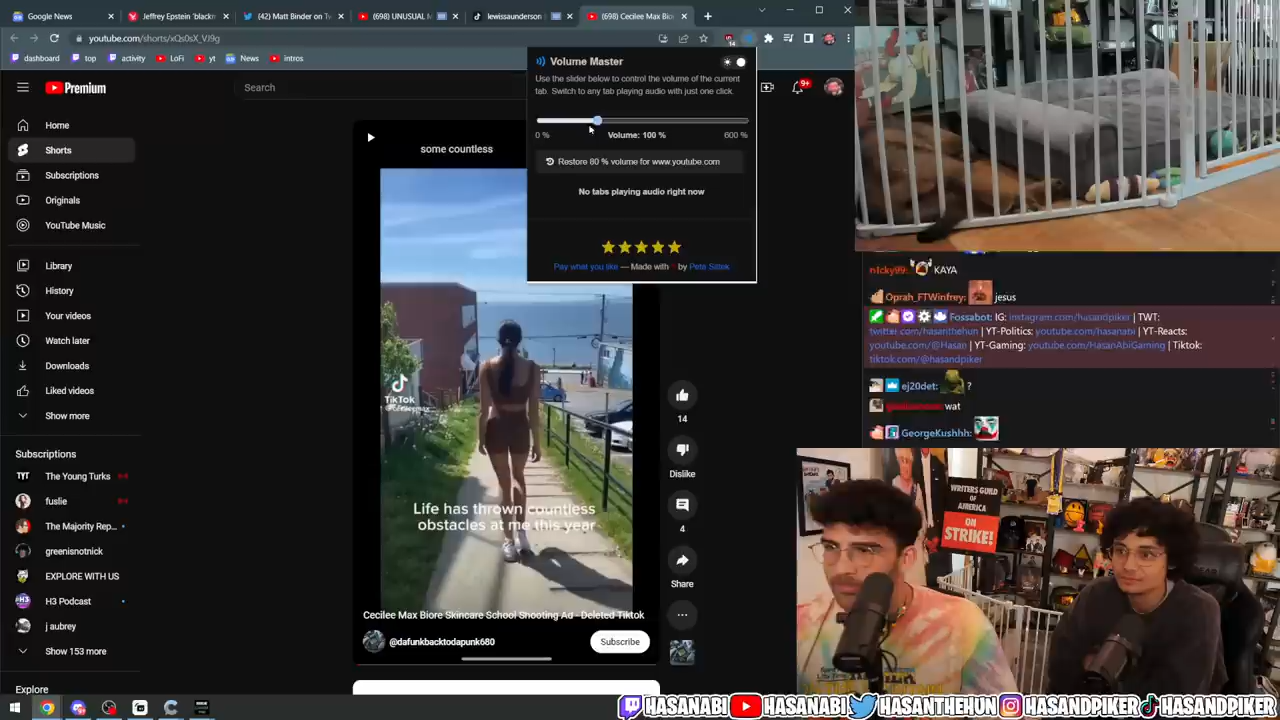 Google News
Jeffrey Epstein 'blackm
(42) Matt Binder on Tw
(698) UNUSUAL M
lewissaunderson
(698) Cecilee Max Bio
youtube.com/shorts/xQs0sX_VJ9g
dashboard
top
activity
LoFi
yt
News
intros
Premium
Search
9+
Home
Shorts
Subscriptions
Originals
YouTube Music
Library
History
Your videos
Watch later
Downloads
Liked videos
Show more
Subscriptions
The Young Turks
fuslie
The Majority Rep...
greenisnotnick
EXPLORE WITH US
H3 Podcast
j aubrey
Show 153 more
Explore
some countless
TikTok
Life has thrown countless
obstacles at me this year
Cecilee Max Biore Skincare School Shooting Ad - Deleted Tiktok
@dafunkbacktodapunk680
Subscribe
14
Dislike
4
Share
Volume Master
Use the slider below to control the volume of the current
tab. Switch to any tab playing audio with just one click.
0 %
Volume: 100 %
600 %
Restore 80 % volume for www.youtube.com
No tabs playing audio right now
Pay what you like — Made with by
n1cky99: KAYA
Oprah_FTWinfrey: jesus
Fossabot: IG: instagram.com/hasandpiker | TWT:
twitter.com/hasanthehun | YT-Politics: youtube.com/hasanabi | YT-Reacts:
youtube.com/@Hasan | YT-Gaming: youtube.com/HasanAbiGaming | Tiktok:
tiktok.com/@hasandpiker
ej20det: ?
wat
GeorgeKushhh:
WRITERS GUILD
OF
AMERICA
ON
STRIKE!
HASANABI
HASANABI
HASANTHEHUN
HASANDPIKER
HASANDPIKER